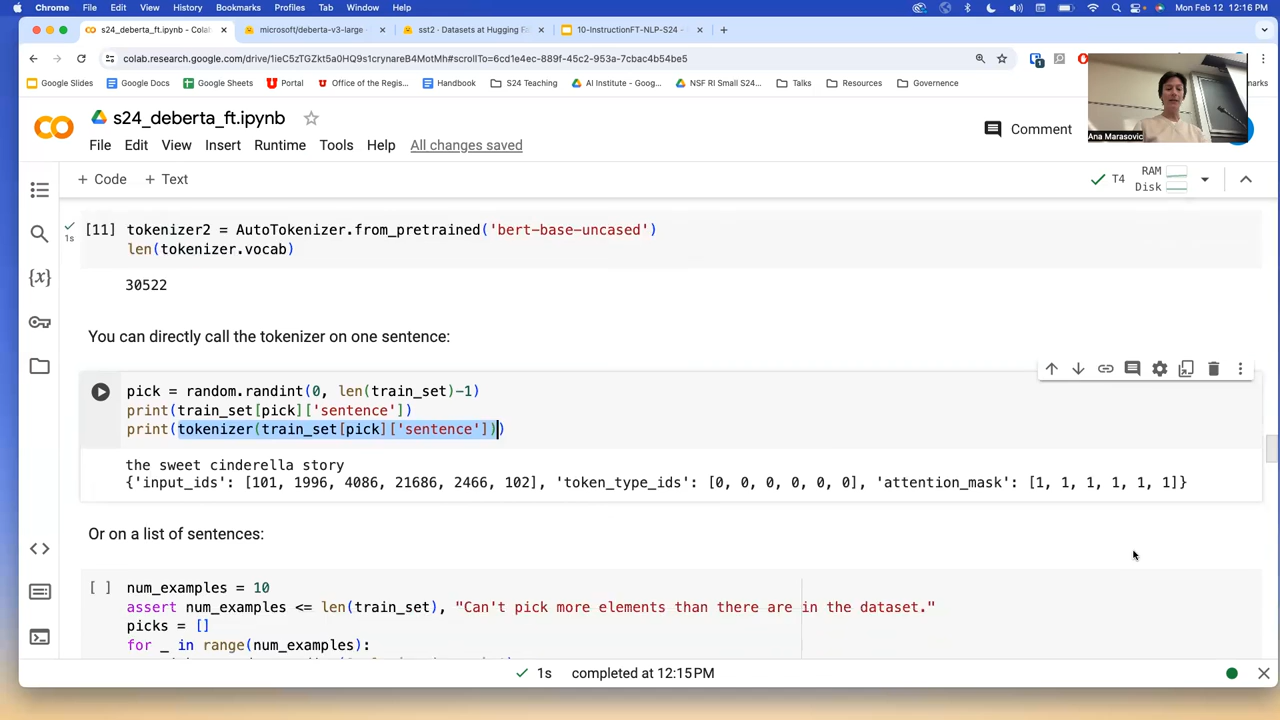 Chrome File Edit View History Bookmarks Profiles Tab Window Help Mon Feb 12 12:16 PM
s24_deberta_ft.ipynb - Colab microsoft/deberta-v3-large · sst2 · Datasets at Hugging Fa 10-InstructionFT-NLP-S24 -
colab.research.google.com/drive/1ieC5zTGZkt5a0HQ9s1crynareB4MotMh#scrollTo=6cd1e4ec-889f-45c2-953a-7cbac4b54be5
Google Slides Google Docs Google Sheets Portal Office of the Regis... Handbook S24 Teaching AI Institute - Goog... NSF RI Small S24... Talks Resources Governence
Ana Marasovic
s24_deberta_ft.ipynb
File Edit View Insert Runtime Tools Help All changes saved
Comment
+ Code + Text
T4 RAM
Disk
[11] tokenizer2 = AutoTokenizer.from_pretrained('bert-base-uncased')
1s len(tokenizer.vocab)
30522
You can directly call the tokenizer on one sentence:
pick = random.randint(0, len(train_set)-1)
print(train_set[pick]['sentence'])
print(tokenizer(train_set[pick]['sentence']))
the sweet cinderella story
{'input_ids': [101, 1996, 4086, 21686, 2466, 102], 'token_type_ids': [0, 0, 0, 0, 0, 0], 'attention_mask': [1, 1, 1, 1, 1, 1]}
Or on a list of sentences:
[ ] num_examples = 10
assert num_examples <= len(train_set), "Can't pick more elements than there are in the dataset."
picks = []
for _ in range(num_examples):
1s completed at 12:15 PM